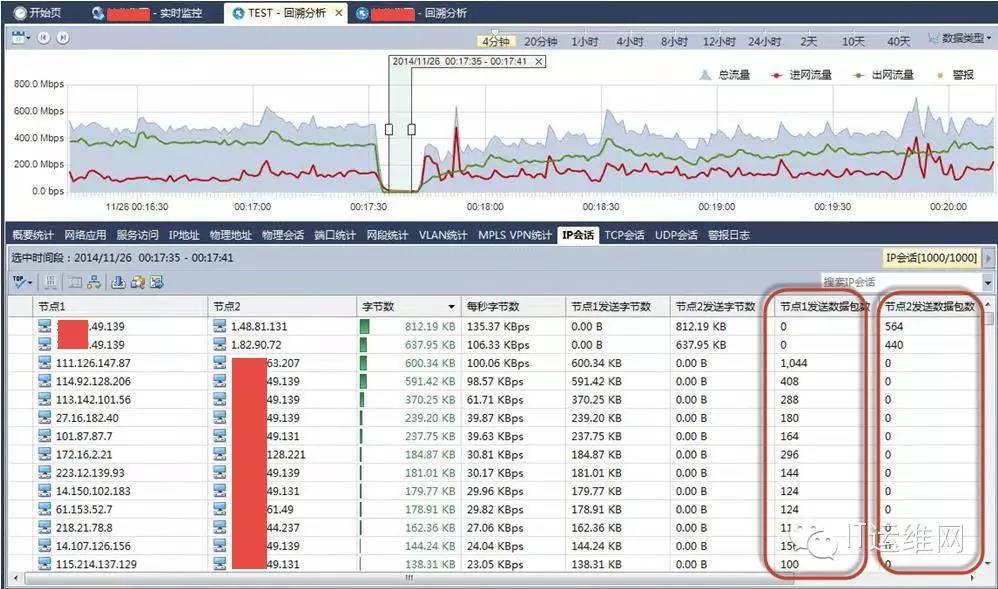 开始页 - 实时监控 TEST - 回溯分析 - 回溯分析
4分钟 20分钟 1小时 4小时 8小时 12小时 24小时 2天 10天 40天 数据类型
2014/11/26 00:17:35 - 00:17:41
总流量 进网流量 出网流量 警报
800.0 Mbps
600.0 Mbps
400.0 Mbps
200.0 Mbps
0.0 bps
11/26 00:16:30 00:17:00 00:17:30 00:18:00 00:18:30 00:19:00 00:19:30 00:20:00
概要统计 网络应用 服务访问 IP地址 物理地址 物理会话 端口统计 网段统计 VLAN统计 MPLS VPN统计 IP会话 TCP会话 UDP会话 警报日志
选中时间段：2014/11/26 00:17:35 - 00:17:41 IP会话[1000/1000]
TOP 搜索IP会话
节点1 节点2 字节数 每秒字节数 节点1发送字节数 节点2发送字节数 节点1发送数据包数 节点2发送数据包数
.49.139 1.48.81.131 812.19 KB 135.37 KBps 0.00 B 812.19 KB 0 564
.49.139 1.82.90.72 637.95 KB 106.33 KBps 0.00 B 637.95 KB 0 440
111.126.147.87 63.207 600.34 KB 100.06 KBps 600.34 KB 0.00 B 1,044 0
114.92.128.206 49.139 591.42 KB 98.57 KBps 591.42 KB 0.00 B 408 0
113.142.101.56 49.139 370.25 KB 61.71 KBps 370.25 KB 0.00 B 288 0
27.16.182.40 49.139 239.20 KB 39.87 KBps 239.20 KB 0.00 B 180 0
101.87.87.7 49.131 237.75 KB 39.63 KBps 237.75 KB 0.00 B 164 0
172.16.2.21 128.221 184.87 KB 30.81 KBps 184.87 KB 0.00 B 296 0
223.12.139.93 49.139 181.01 KB 30.17 KBps 181.01 KB 0.00 B 144 0
14.150.102.183 49.131 179.77 KB 29.96 KBps 179.77 KB 0.00 B 124 0
61.153.52.7 61.49 178.91 KB 29.82 KBps 178.91 KB 0.00 B 124 0
218.21.78.8 44.237 162.36 KB 27.06 KBps 162.36 KB 0.00 B 0
14.107.126.156 49.139 144.24 KB 24.04 KBps 144.24 KB 0.00 B
115.214.137.129 49.131 138.31 KB 23.05 KBps 138.31 KB 0.00 B 100 0
IT运维网